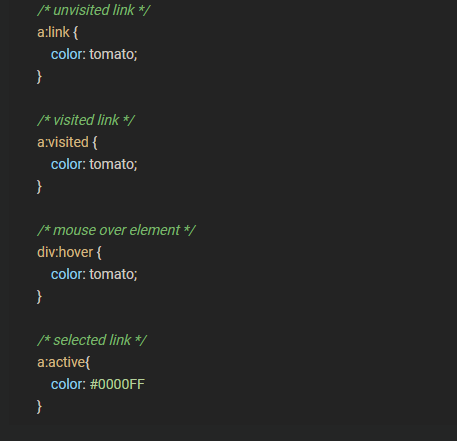 /* unvisited link */
a:link {
color: tomato;
}
/* visited link */
a:visited {
color: tomato;
}
/* mouse over element */
div:hover {
color: tomato;
}
/* selected link */
a:active{
color: #0000FF
}